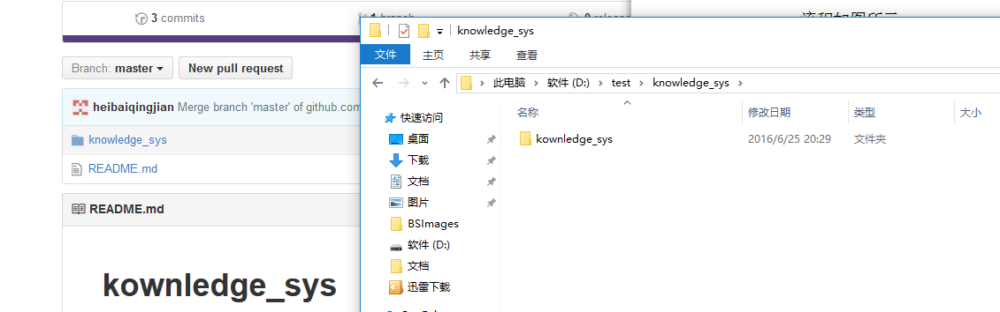 3 commits
1 branch
knowledge_sys
文件 主页 共享 查看
Branch: master New pull request
此电脑 软件 (D:) test knowledge_sys
heibaiqingjian Merge branch 'master' of github.com
knowledge_sys
README.md
README.md
kownledge_sys
快速访问
桌面
下载
文档
图片
BSImages
软件 (D:)
文档
迅雷下载
名称 修改日期 类型 大小
kownledge_sys 2016/6/25 20:29 文件夹